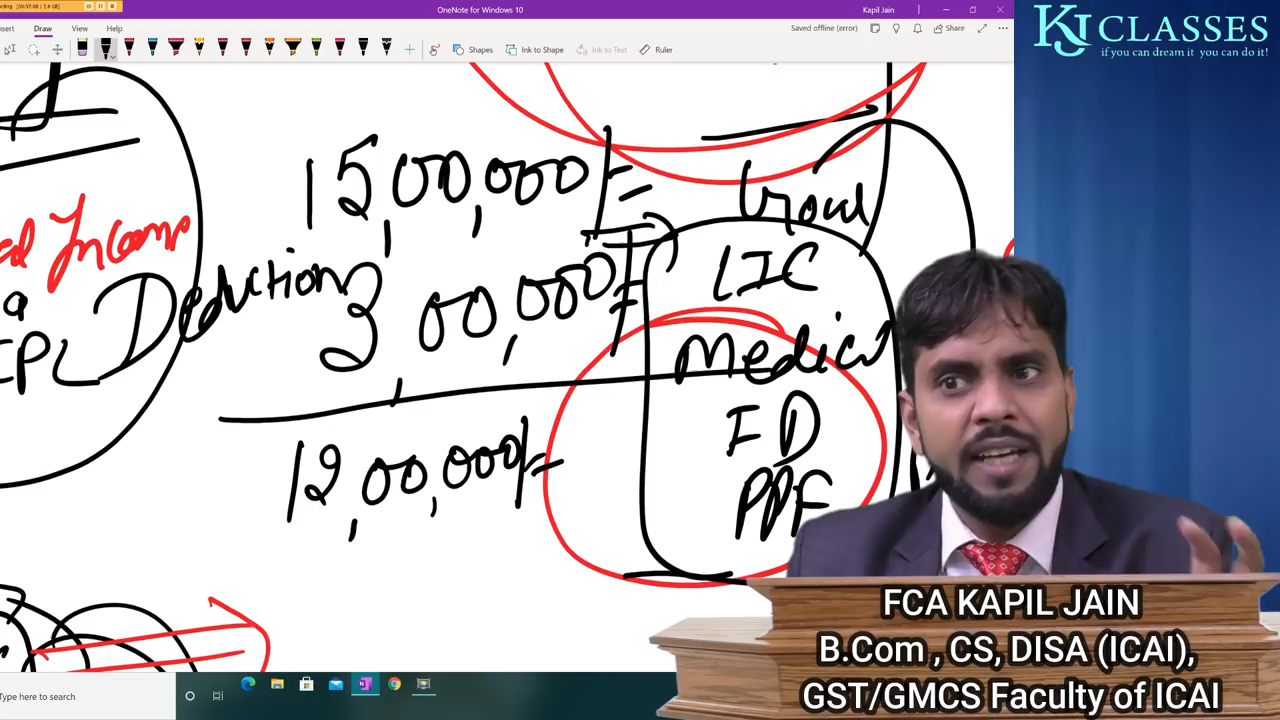 OneNote for Windows 10
Kapil Jain
nsert
Draw
View
Help
Saved offline (error)
Share
Shapes
Ink to Shape
Ink to Text
Ruler
KJ CLASSES
if you can dream it you can do it!
15,00,000/=
LIC
Deduction 3,00,000/=
Medical
FD
PPF
12,00,000/=
Type here to search
FCA KAPIL JAIN
B.Com , CS, DISA (ICAI),
GST/GMCS Faculty of ICAI